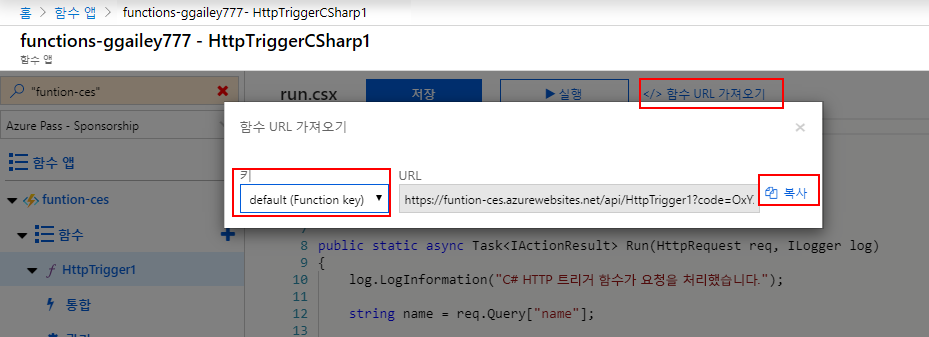 홈 > 함수 앱 > functions-ggailey777 - HttpTriggerCSharp1
functions-ggailey777 - HttpTriggerCSharp1
함수 앱
"funtion-ces"
Azure Pass - Sponsorship
함수 앱
funtion-ces
함수
f HttpTrigger1
통합
run.csx
저장
실행
</> 함수 URL 가져오기
함수 URL 가져오기
키
default (Function key)
URL
https://funtion-ces.azurewebsites.net/api/HttpTrigger1?code=OxY
복사
7
8 public static async Task<IActionResult> Run(HttpRequest req, ILogger log)
9 {
10 log.LogInformation("C# HTTP 트리거 함수가 요청을 처리했습니다.");
11
12 string name = req.Query["name"];
13